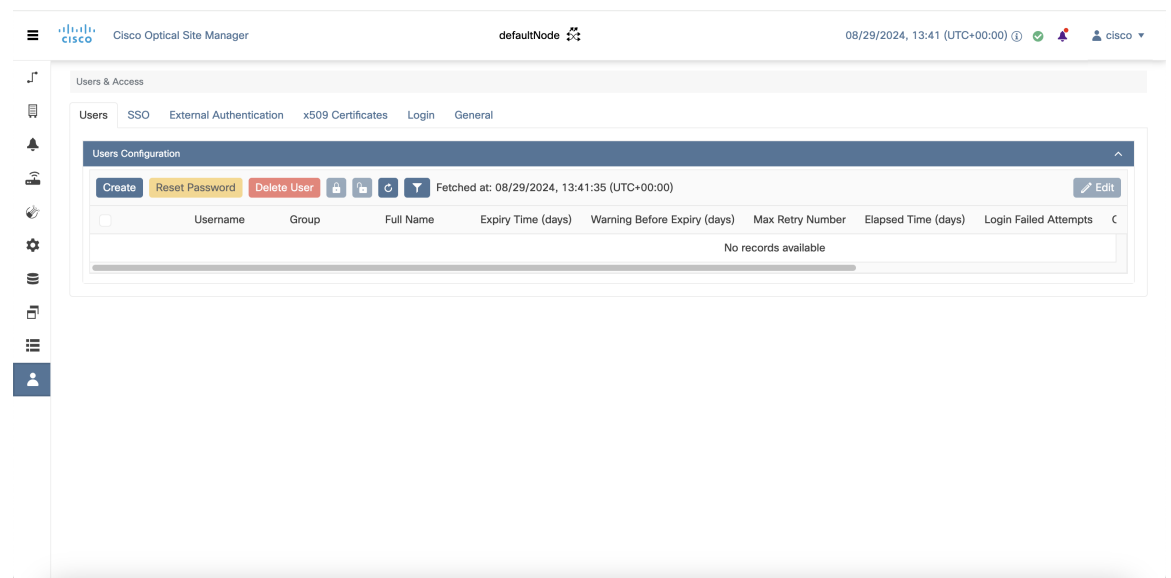 cisco Cisco Optical Site Manager defaultNode 08/29/2024, 13:41 (UTC+00:00) cisco
Users & Access
Users SSO External Authentication x509 Certificates Login General
Users Configuration
Create Reset Password Delete User Fetched at: 08/29/2024, 13:41:35 (UTC+00:00) Edit
Username Group Full Name Expiry Time (days) Warning Before Expiry (days) Max Retry Number Elapsed Time (days) Login Failed Attempts
No records available